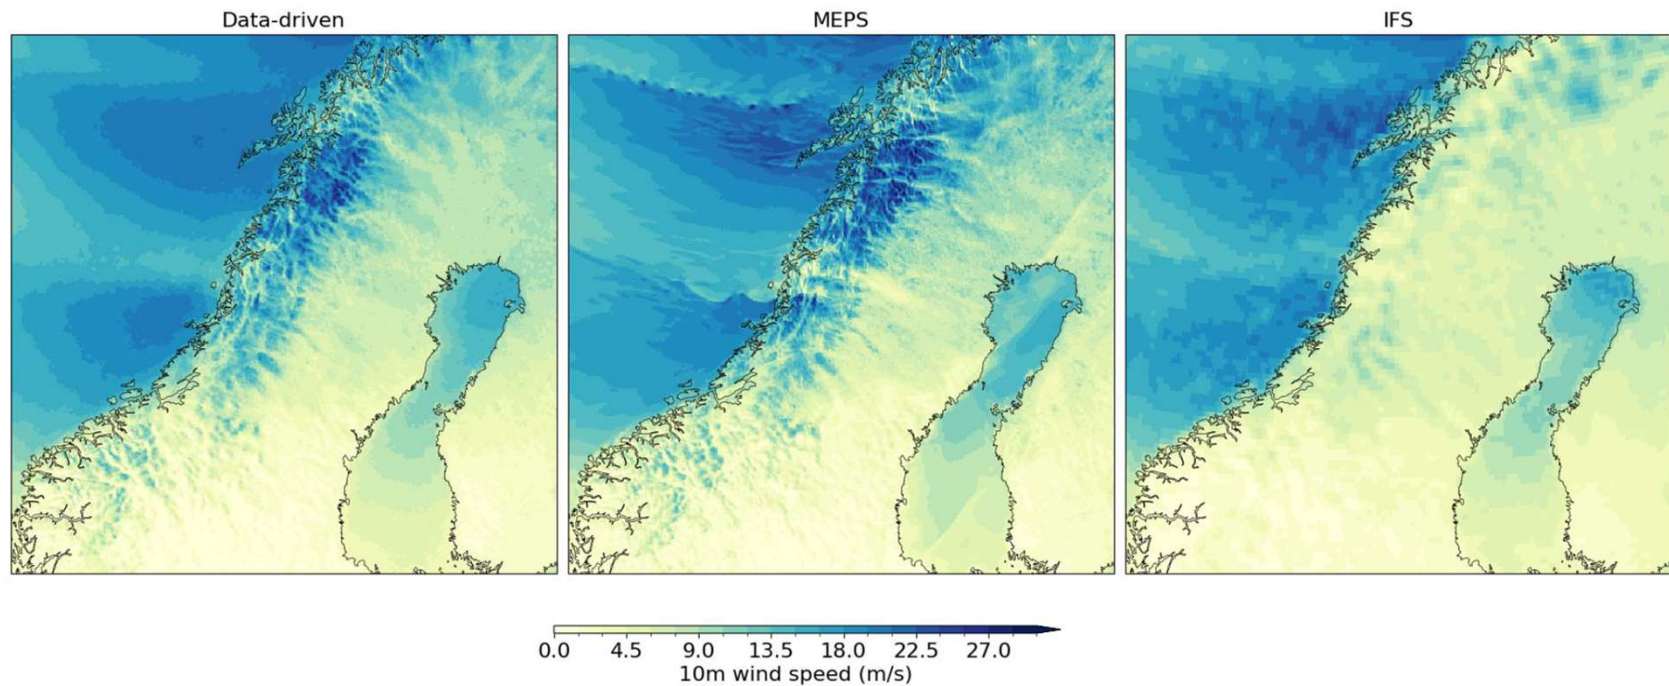 Data-driven
MEPS
IFS
0.0 4.5 9.0 13.5 18.0 22.5 27.0
10m wind speed (m/s)